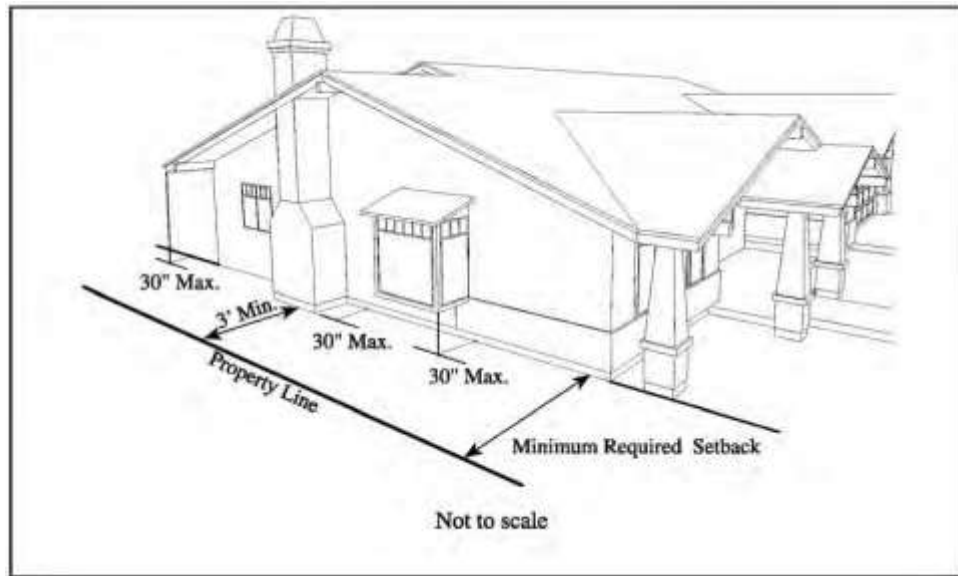 30" Max.
3' Min.
30" Max.
30" Max.
Property Line
Minimum Required Setback
Not to scale